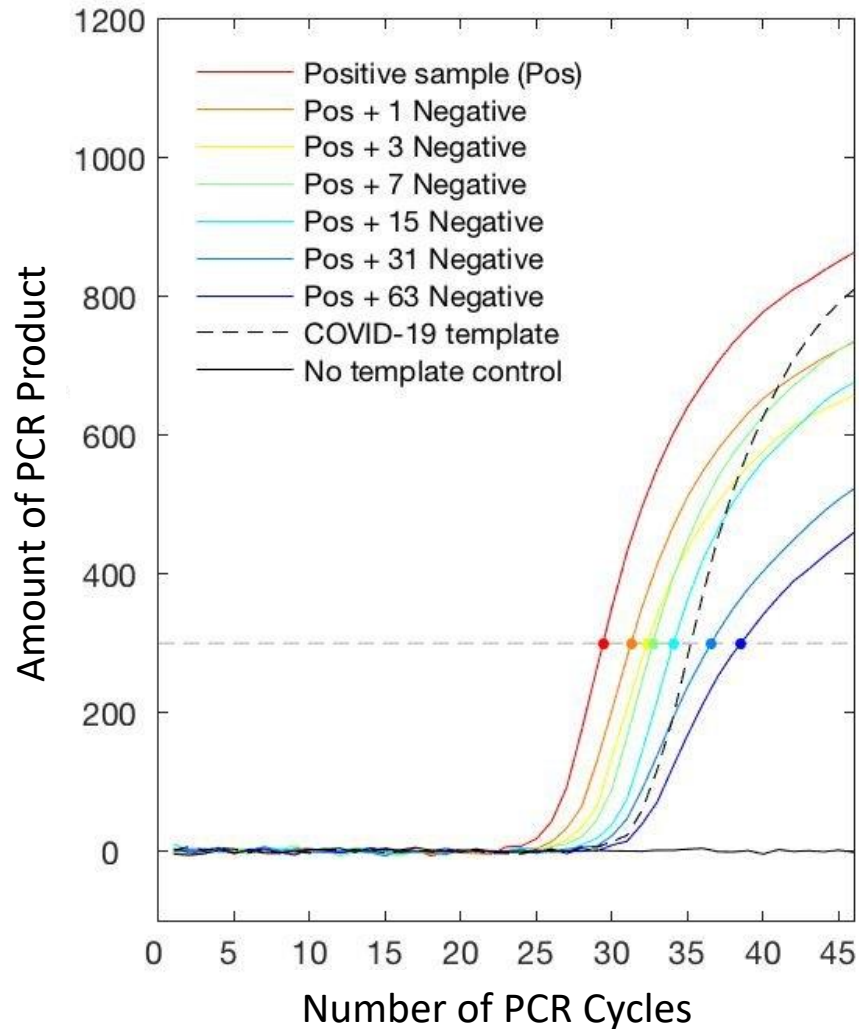 1200
1000
800
600
400
200
0
Amount of PCR Product
Positive sample (Pos)
Pos + 1 Negative
Pos + 3 Negative
Pos + 7 Negative
Pos + 15 Negative
Pos + 31 Negative
Pos + 63 Negative
COVID-19 template
No template control
0 5 10 15 20 25 30 35 40 45
Number of PCR Cycles